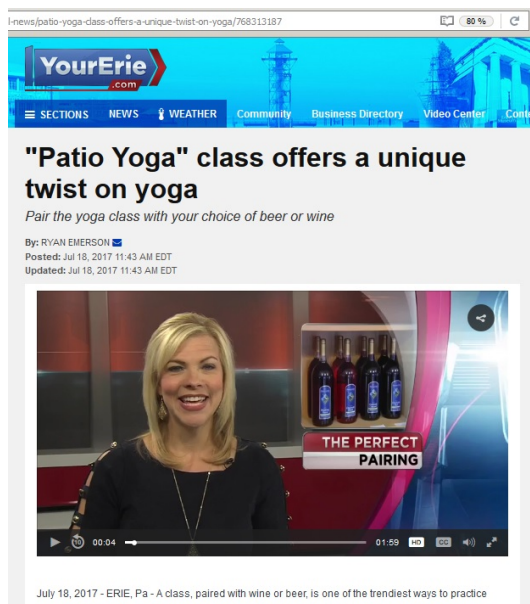 l-news/patio-yoga-class-offers-a-unique-twist-on-yoga/768313187
80 %
YourErie
.com
SECTIONS NEWS WEATHER Community Business Directory Video Center Cont
"Patio Yoga" class offers a unique
twist on yoga
Pair the yoga class with your choice of beer or wine
By: RYAN EMERSON
Posted: Jul 18, 2017 11:43 AM EDT
Updated: Jul 18, 2017 11:43 AM EDT
THE PERFECT
PAIRING
10 00:04 01:59 HD CC
July 18, 2017 - ERIE, Pa - A class, paired with wine or beer, is one of the trendiest ways to practice